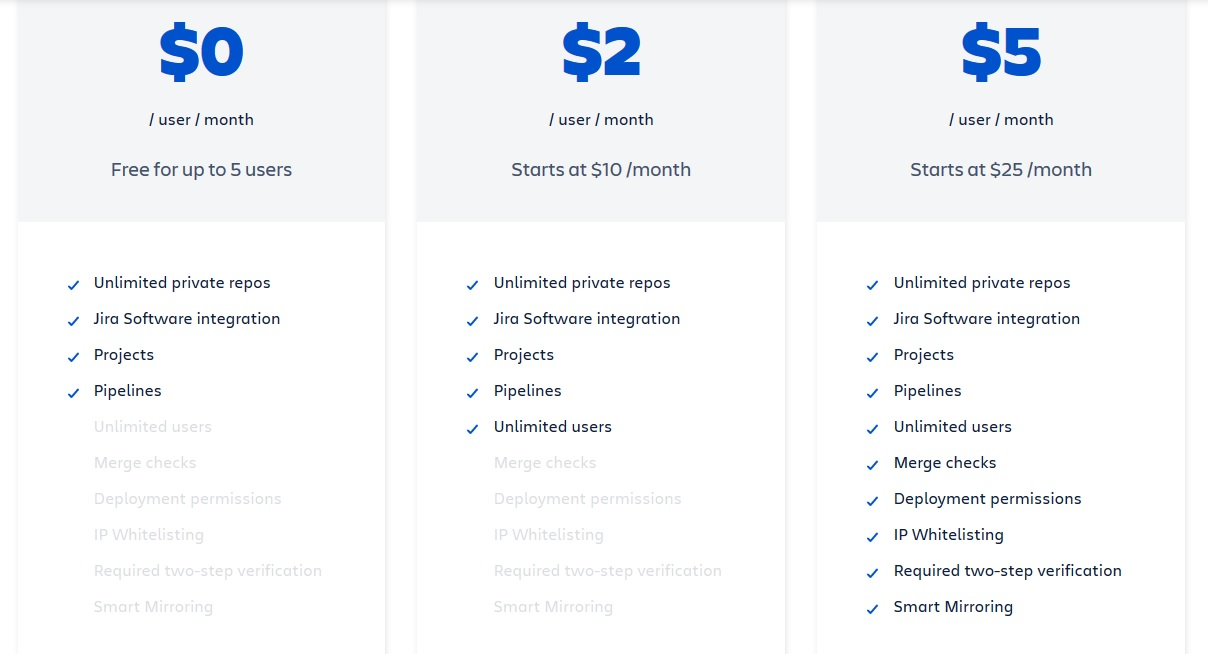 $0
/ user / month
Free for up to 5 users
Unlimited private repos
Jira Software integration
Projects
Pipelines
Unlimited users
Merge checks
Deployment permissions
IP Whitelisting
Required two-step verification
Smart Mirroring
$2
/ user / month
Starts at $10 /month
Unlimited private repos
Jira Software integration
Projects
Pipelines
Unlimited users
Merge checks
Deployment permissions
IP Whitelisting
Required two-step verification
Smart Mirroring
$5
/ user / month
Starts at $25 /month
Unlimited private repos
Jira Software integration
Projects
Pipelines
Unlimited users
Merge checks
Deployment permissions
IP Whitelisting
Required two-step verification
Smart Mirroring